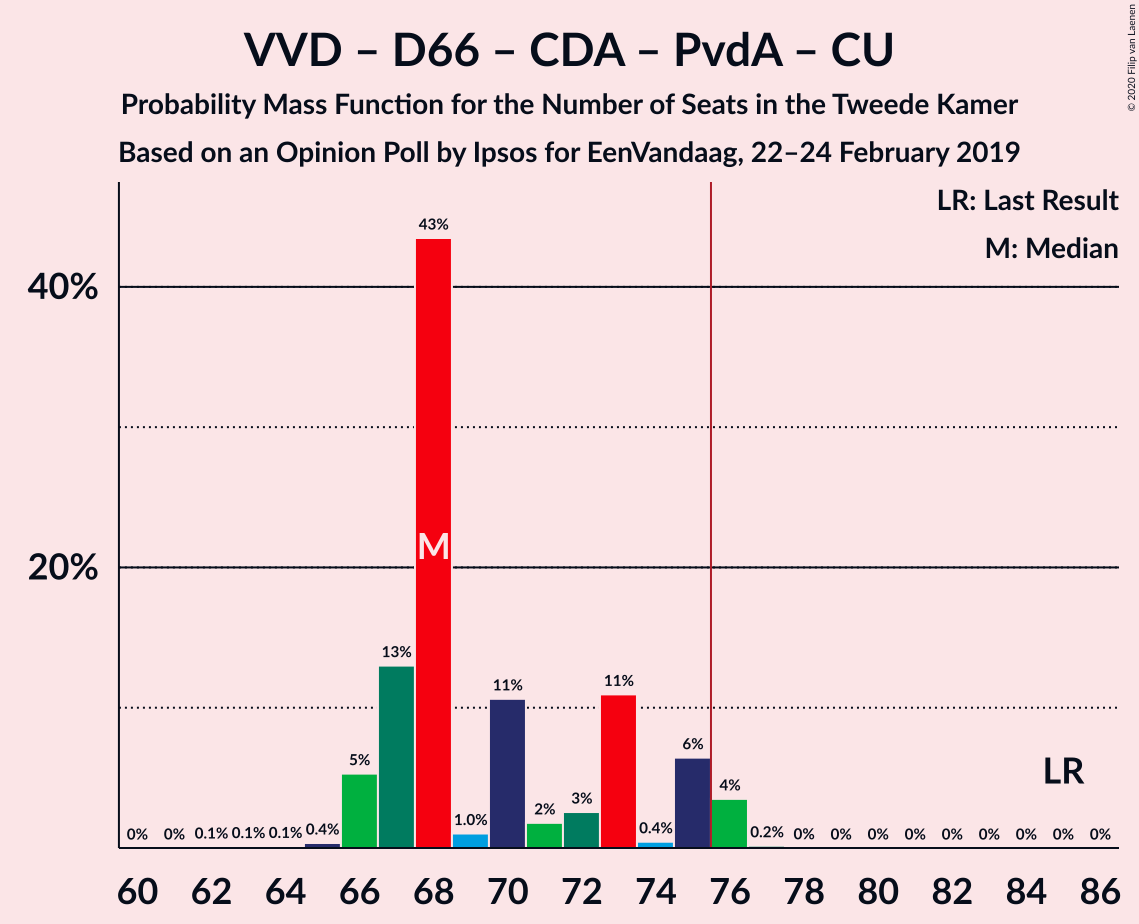 VVD – D66 – CDA – PvdA – CU
Probability Mass Function for the Number of Seats in the Tweede Kamer
Based on an Opinion Poll by Ipsos for EenVandaag, 22–24 February 2019
© 2020 Filip van Laenen
LR: Last Result
M: Median
43%
40%
M
20%
13%
11%
11%
6%
5%
4%
3%
2%
1.0%
LR
0% 0% 0.1% 0.1% 0.1% 0.4% 0.4% 0.2% 0% 0% 0% 0% 0% 0% 0% 0% 0%
60 62 64 66 68 70 72 74 76 78 80 82 84 86